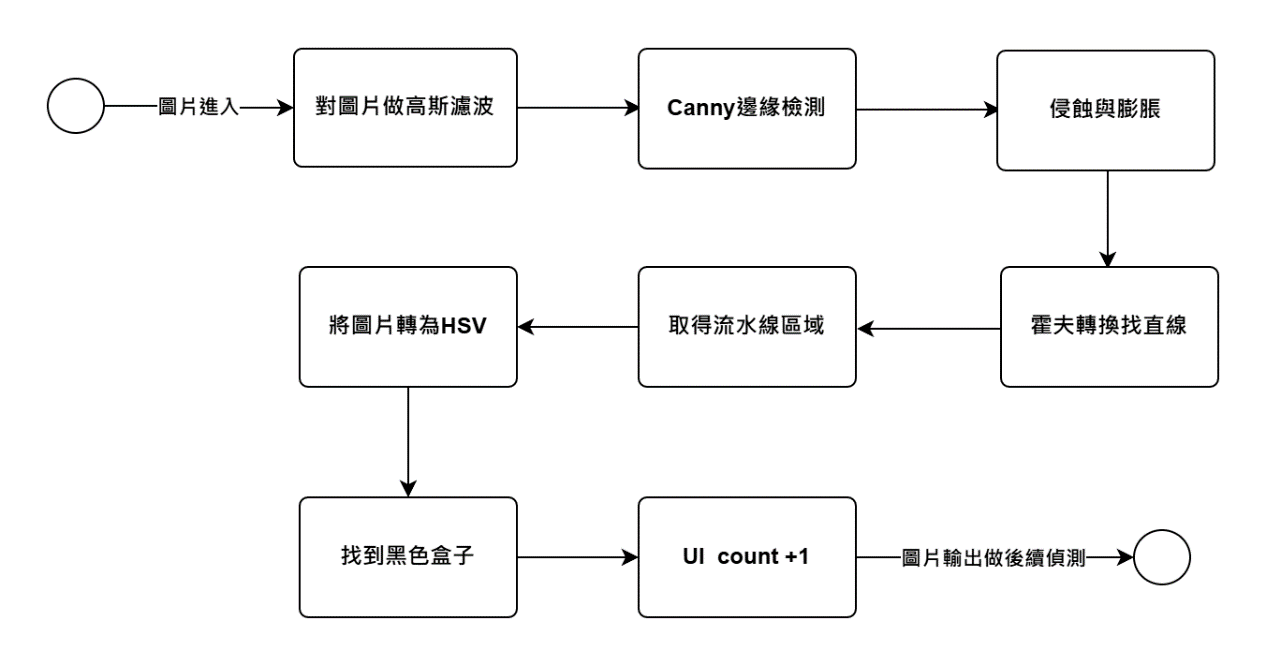 圖片進入
對圖片做高斯濾波
Canny邊緣檢測
侵蝕與膨脹
霍夫轉換找直線
取得流水線區域
將圖片轉為HSV
找到黑色盒子
UI count +1
圖片輸出做後續偵測